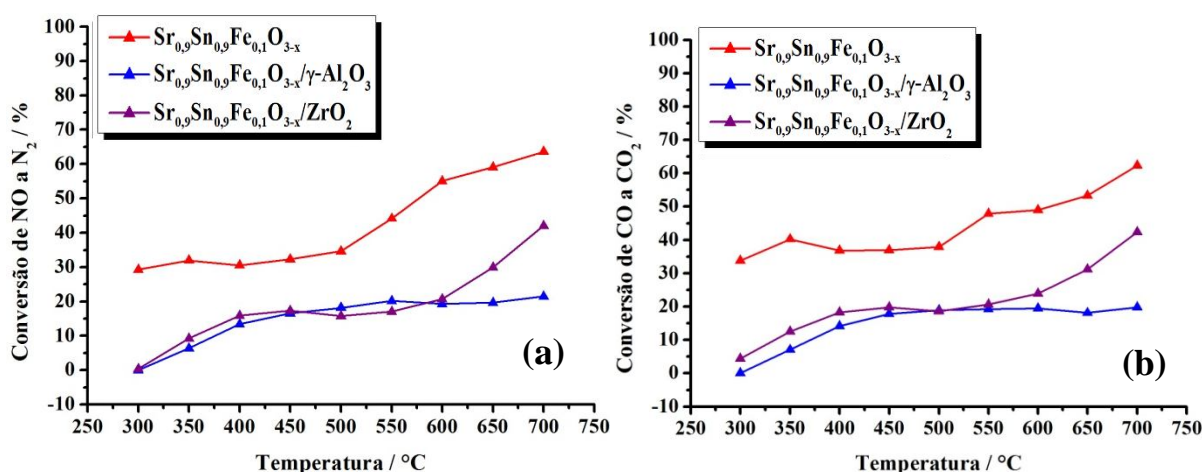 Sr₀,₉Sn₀,₉Fe₀,₁O₃₋ₓ
Sr₀,₉Sn₀,₉Fe₀,₁O₃₋ₓ/γ-Al₂O₃
Sr₀,₉Sn₀,₉Fe₀,₁O₃₋ₓ/ZrO₂
Conversão de NO a N₂ / %
100
90
80
70
60
50
40
30
20
10
0
-10
250 300 350 400 450 500 550 600 650 700 750
Temperatura / °C
(a)
Sr₀,₉Sn₀,₉Fe₀,₁O₃₋ₓ
Sr₀,₉Sn₀,₉Fe₀,₁O₃₋ₓ/γ-Al₂O₃
Sr₀,₉Sn₀,₉Fe₀,₁O₃₋ₓ/ZrO₂
Conversão de CO a CO₂ / %
100
90
80
70
60
50
40
30
20
10
0
-10
250 300 350 400 450 500 550 600 650 700 750
Temperatura / °C
(b)